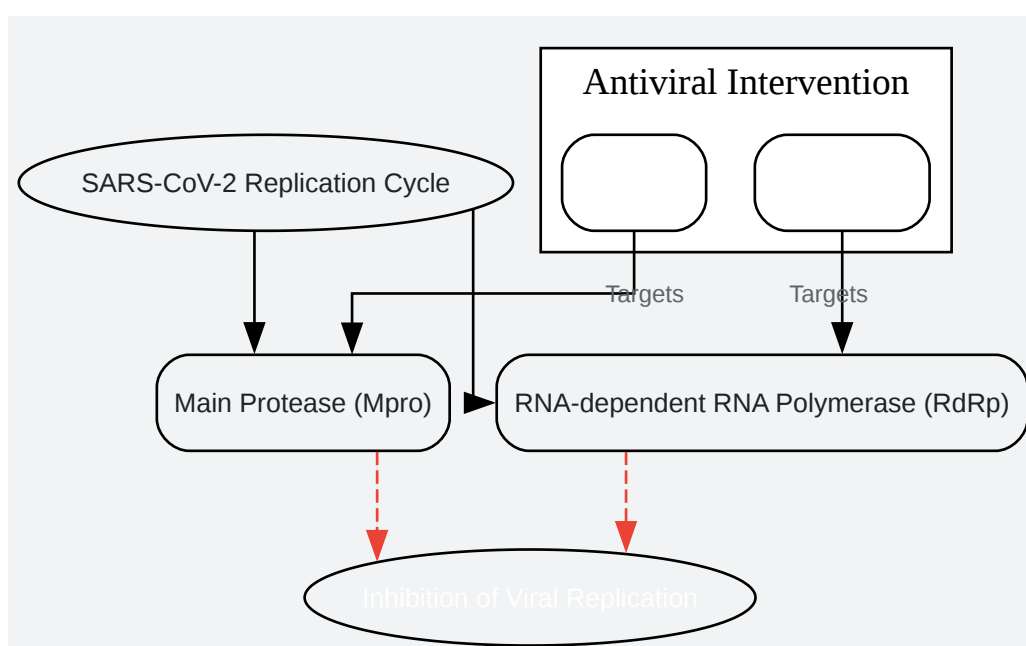 Antiviral Intervention
SARS-CoV-2 Replication Cycle
Targets
Targets
Main Protease (Mpro)
RNA-dependent RNA Polymerase (RdRp)
Inhibition of Viral Replication